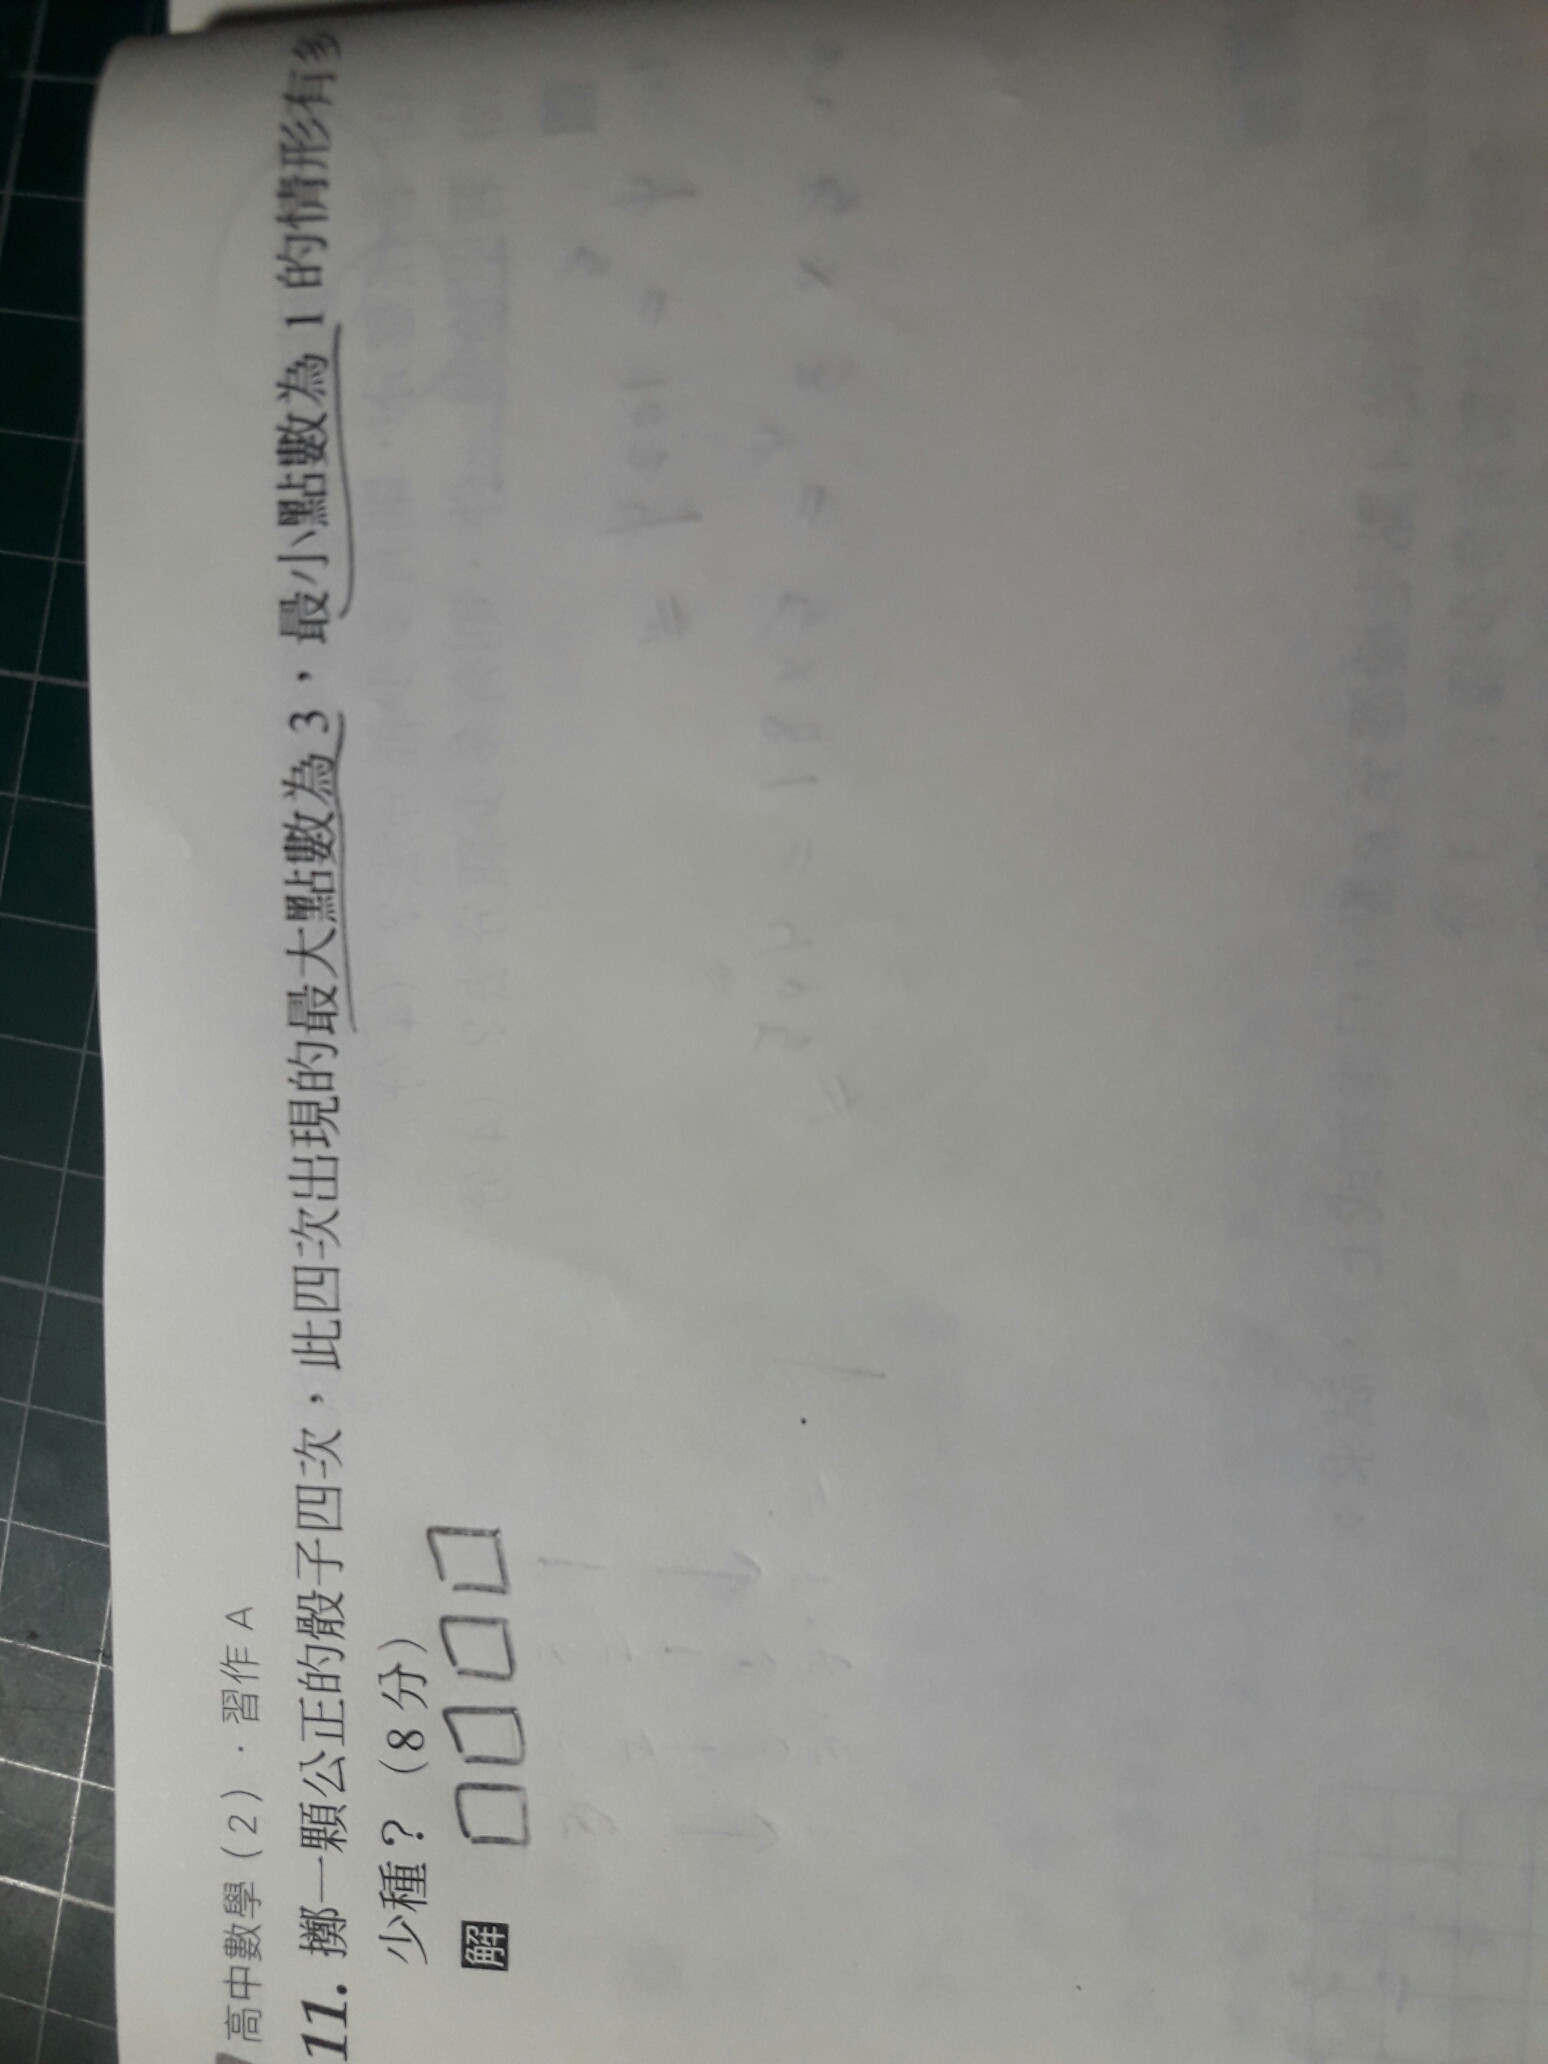 高中數學（2）．習作 A
11. 擲一顆公正的骰子四次，此四次出現的最大點數為 3，最小點數為 1 的情形有多
少種？（8 分）
解